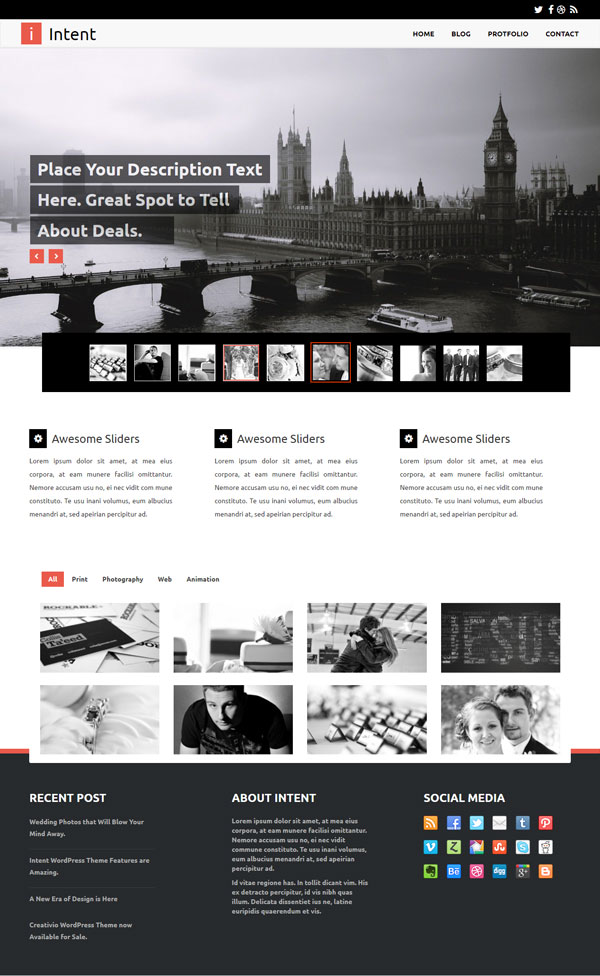 i Intent
HOME BLOG PROTFOLIO CONTACT
Place Your Description Text
Here. Great Spot to Tell
About Deals.
Awesome Sliders
Lorem ipsum dolor sit amet, et mea eius
corpora, at eam munere facilisi omittantur.
Nemore accusam usu no, ei nec vidit com mune
constituto. Te usu inani volumus, eum albucius
menandri at, sed apeirian percipitur ad.
Awesome Sliders
Lorem ipsum dolor sit amet, et mea eius
corpora, at eam munere facilisi omittantur.
Nemore accusam usu no, ei nec vidit com mune
constituto. Te usu inani volumus, eum albucius
menandri at, sed apeirian percipitur ad.
Awesome Sliders
Lorem ipsum dolor sit amet, et mea eius
corpora, at eam munere facilisi omittantur.
Nemore accusam usu no, ei nec vidit com mune
constituto. Te usu inani volumus, eum albucius
menandri at, sed apeirian percipitur ad.
All Print Photography Web Animation
RECENT POST
Wedding Photos that Will Blow Your
Mind Away.
Intent WordPress Theme Features are
Amazing.
A New Era of Design is Here
Creativio WordPress Theme now
Available for Sale.
ABOUT INTENT
Lorem ipsum dolor sit amet, et mea eius
corpora, at eam munere facilisi omittantur.
Nemore accusam usu no, ei nec vidit
commune constituto. Te usu inani volumus,
eum albucius menandri at, sed apeirian
percipitur ad.
Id vitae regione has. In tollit dicant vim. His
ex detracto percipitur, id vis nibh quas
illum. Delicata dissentiet ius ne, latine
euripidis quaerendum et vis.
SOCIAL MEDIA
digg